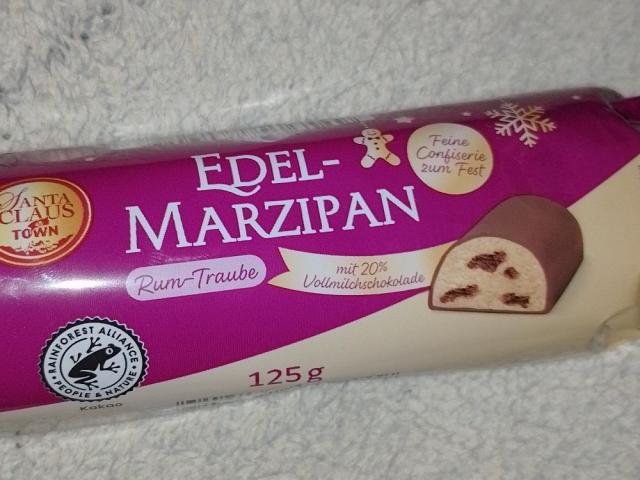 SANTA
CLAUS
in
TOWN
EDEL-
MARZIPAN
Rum-Traube
Feine
Confiserie
zum Fest
mit 20%
Vollmilchschokolade
RAINFOREST ALLIANCE
PEOPLE & NATURE
Kakao
125 g